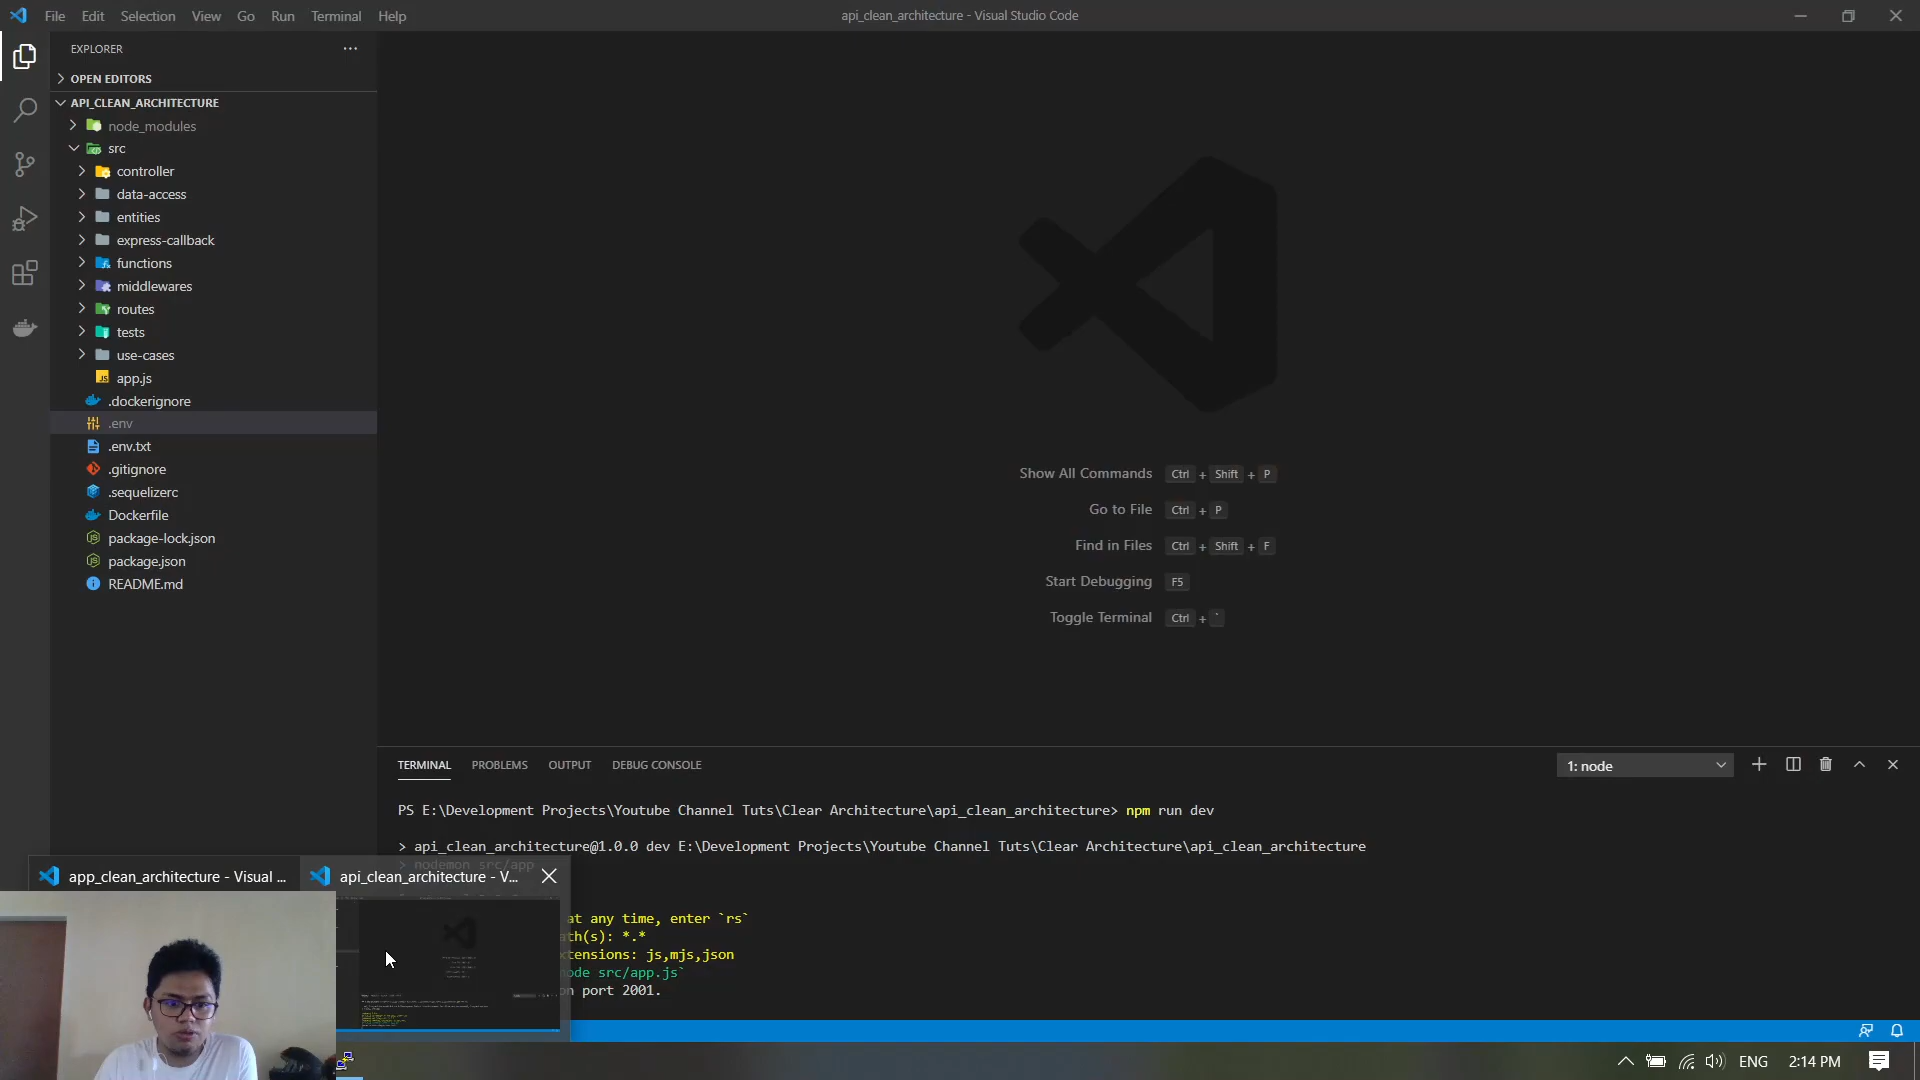 File Edit Selection View Go Run Terminal Help
api_clean_architecture - Visual Studio Code
EXPLORER
OPEN EDITORS
API_CLEAN_ARCHITECTURE
node_modules
src
controller
data-access
entities
express-callback
functions
middlewares
routes
tests
use-cases
app.js
.dockerignore
.env
.env.txt
.gitignore
.sequelizerc
Dockerfile
package-lock.json
package.json
README.md
Show All Commands Ctrl + Shift + P
Go to File Ctrl + P
Find in Files Ctrl + Shift + F
Start Debugging F5
Toggle Terminal Ctrl + `
TERMINAL PROBLEMS OUTPUT DEBUG CONSOLE
1: node
PS E:\Development Projects\Youtube Channel Tuts\Clear Architecture\api_clean_architecture> npm run dev
> api_clean_architecture@1.0.0 dev E:\Development Projects\Youtube Channel Tuts\Clear Architecture\api_clean_architecture
> nodemon src/app
at any time, enter `rs`
ath(s): *.*
xtensions: js,mjs,json
ode src/app.js`
on port 2001.
app_clean_architecture - Visual ...
api_clean_architecture - V...
ENG
2:14 PM